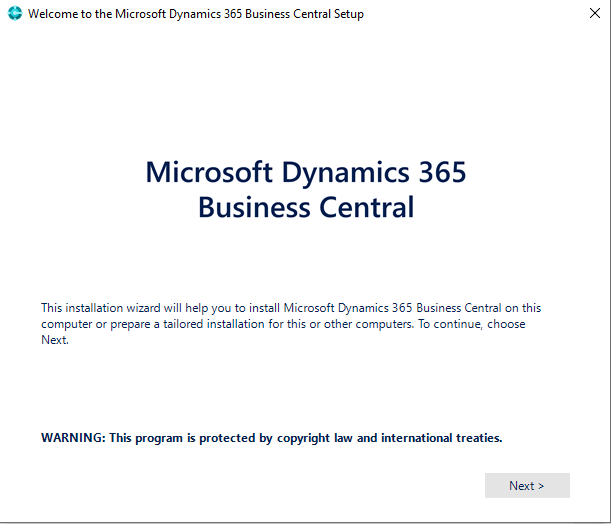 Welcome to the Microsoft Dynamics 365 Business Central Setup
Microsoft Dynamics 365
Business Central
This installation wizard will help you to install Microsoft Dynamics 365 Business Central on this
computer or prepare a tailored installation for this or other computers. To continue, choose
Next.
WARNING: This program is protected by copyright law and international treaties.
Next >